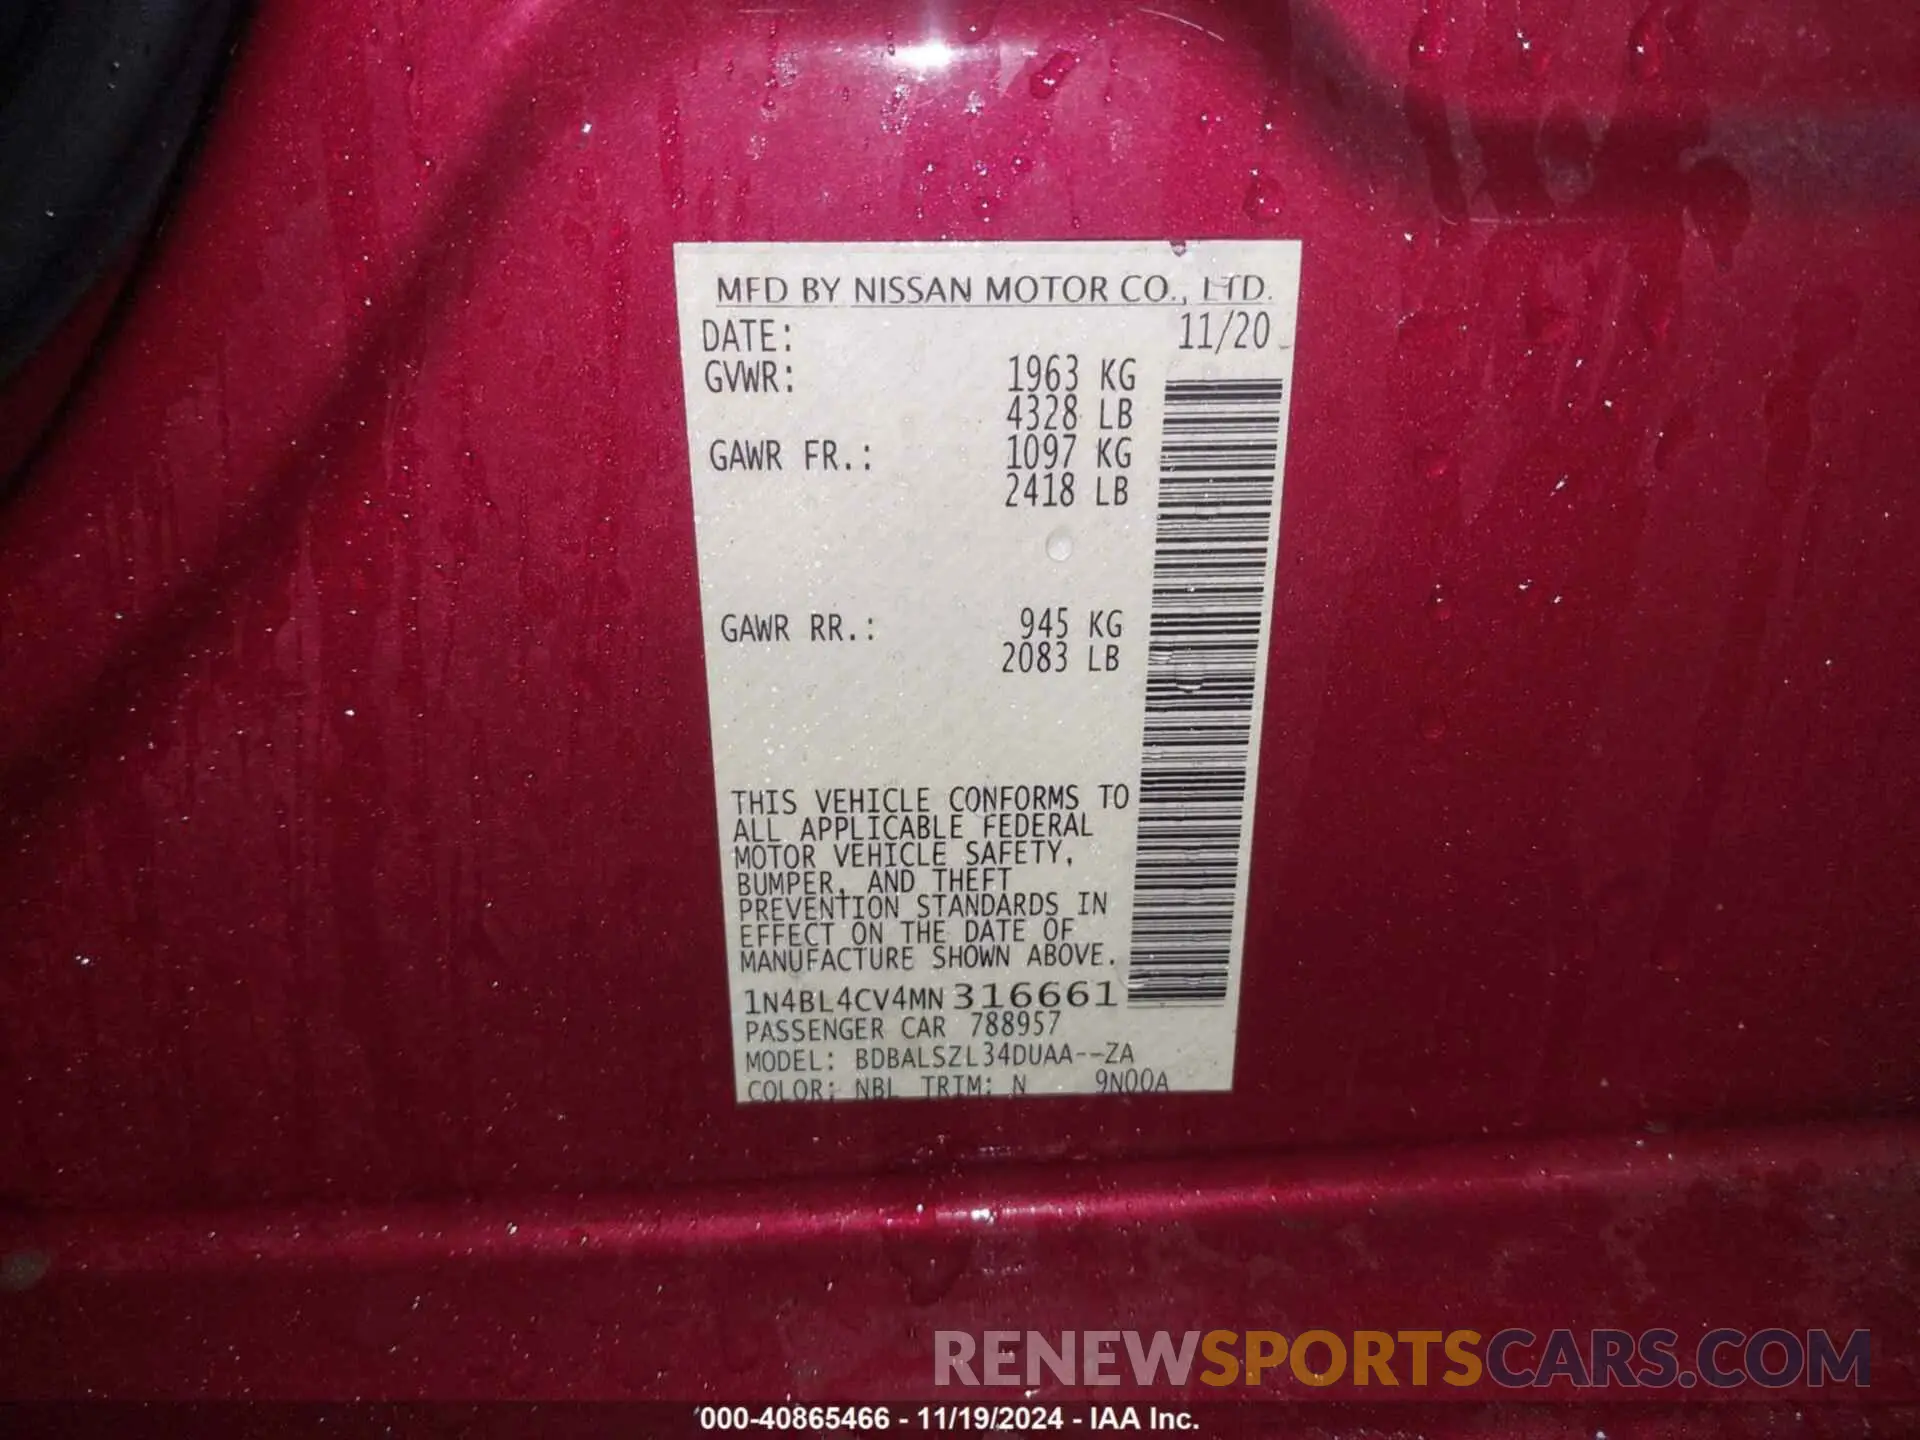 MFD BY NISSAN MOTOR CO., LTD.
DATE: 11/20
GVWR: 1963 KG
4328 LB
GAWR FR.: 1097 KG
2418 LB
GAWR RR.: 945 KG
2083 LB
THIS VEHICLE CONFORMS TO
ALL APPLICABLE FEDERAL
MOTOR VEHICLE SAFETY,
BUMPER, AND THEFT
PREVENTION STANDARDS IN
EFFECT ON THE DATE OF
MANUFACTURE SHOWN ABOVE.
1N4BL4CV4MN316661
PASSENGER CAR 788957
MODEL: BDBALSZL34DUAA--ZA
COLOR: NBL TRIM: N 9N00A
RENEWSPORTSCARS.COM
000-40865466 - 11/19/2024 - IAA Inc.